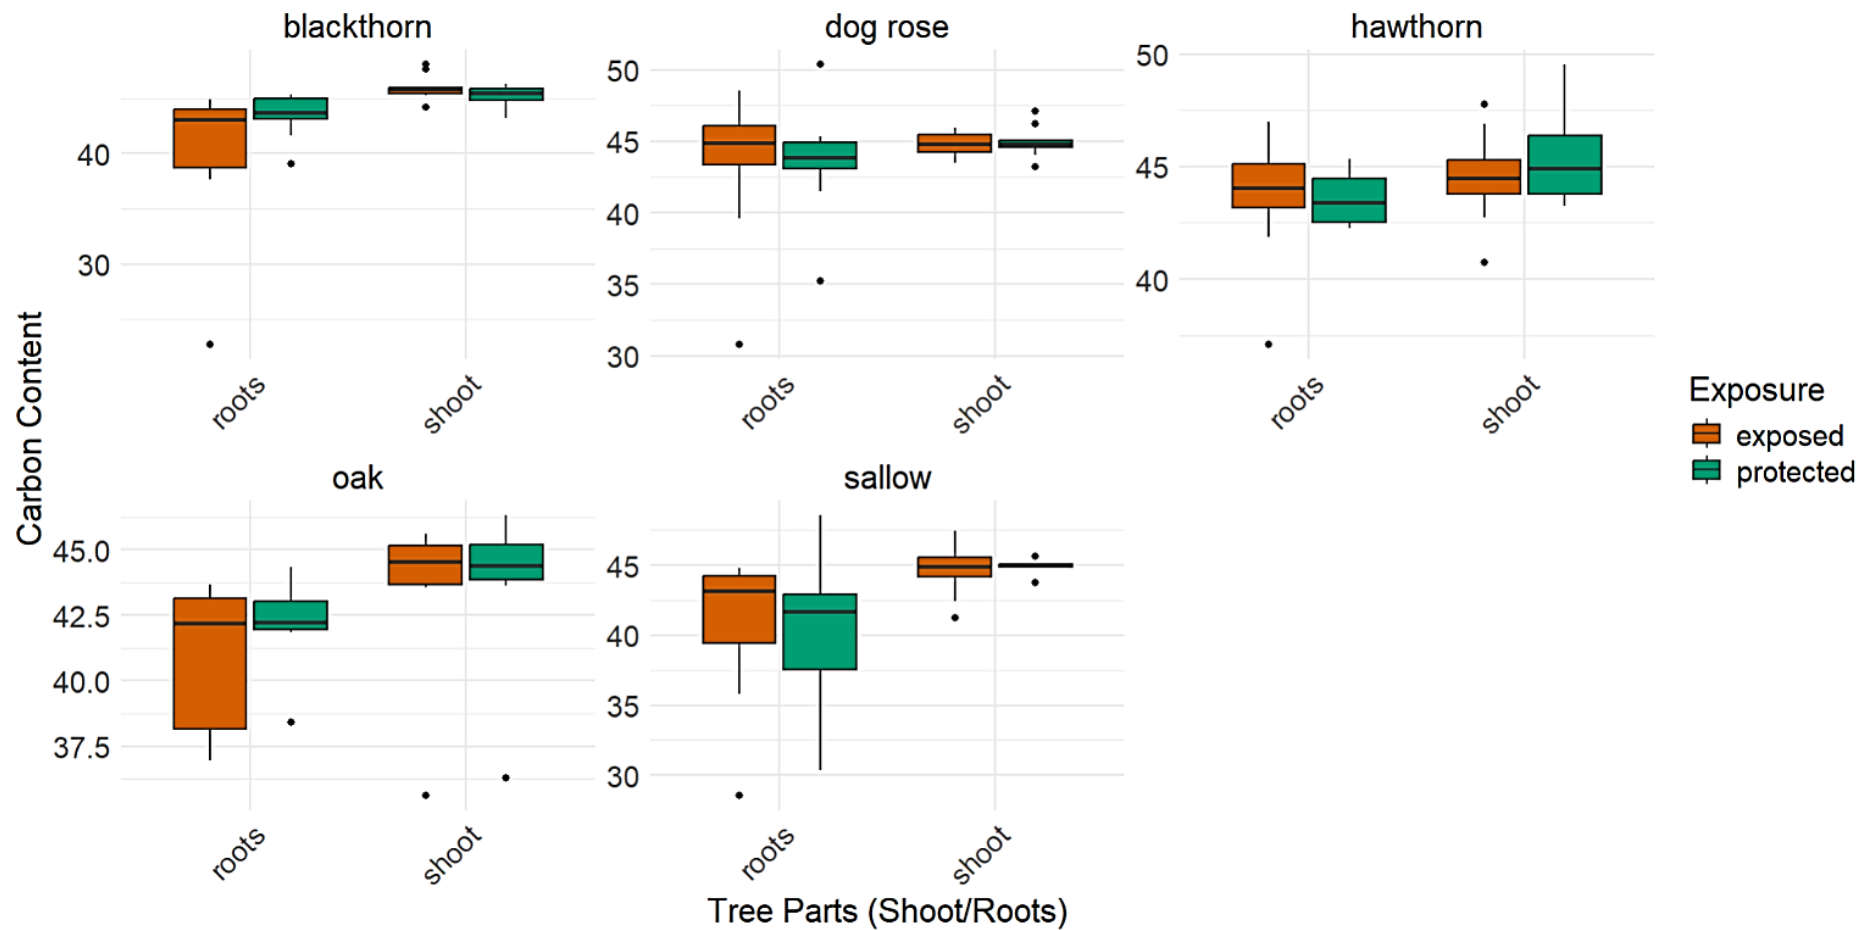 blackthorn
dog rose
hawthorn
40
30
50
45
40
35
30
50
45
40
roots
shoot
roots
shoot
roots
shoot
Carbon Content
Exposure
exposed
protected
oak
sallow
45.0
42.5
40.0
37.5
45
40
35
30
roots
shoot
roots
shoot
Tree Parts (Shoot/Roots)